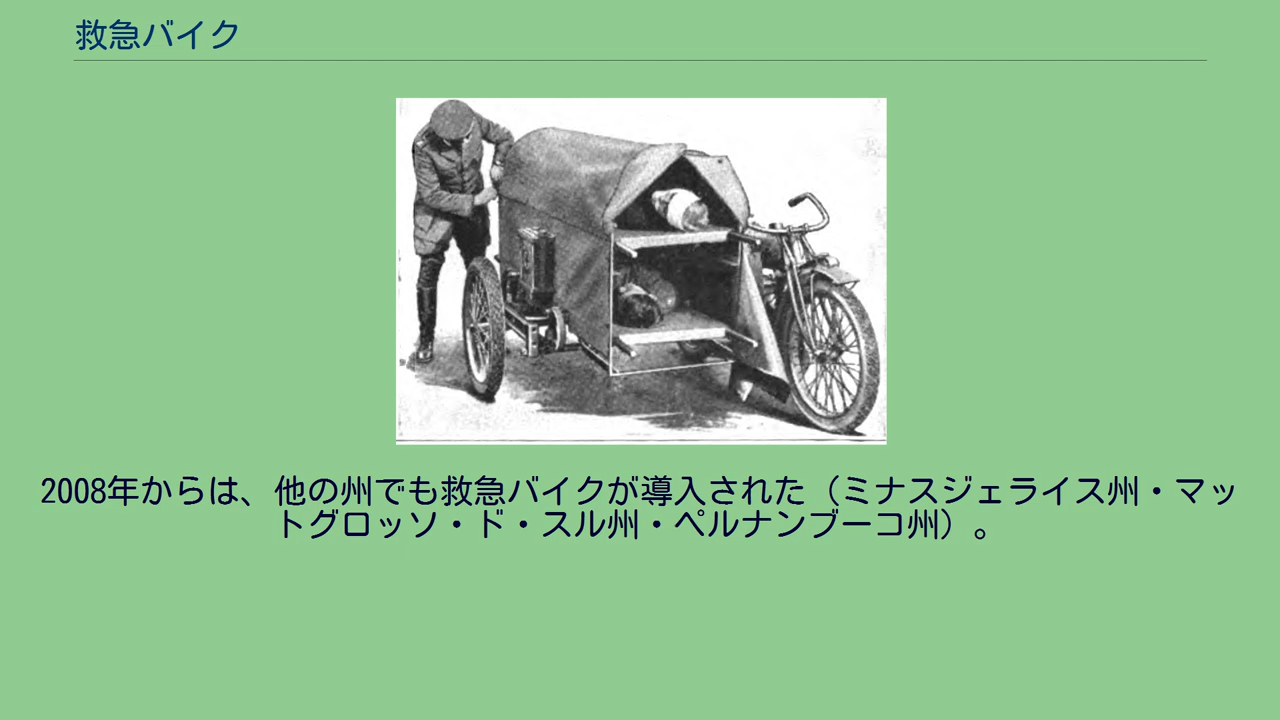 救急バイク
2008年からは、他の州でも救急バイクが導入された（ミナスジェライス州・マッ
トグロッソ・ド・スル州・ペルナンブーコ州）。